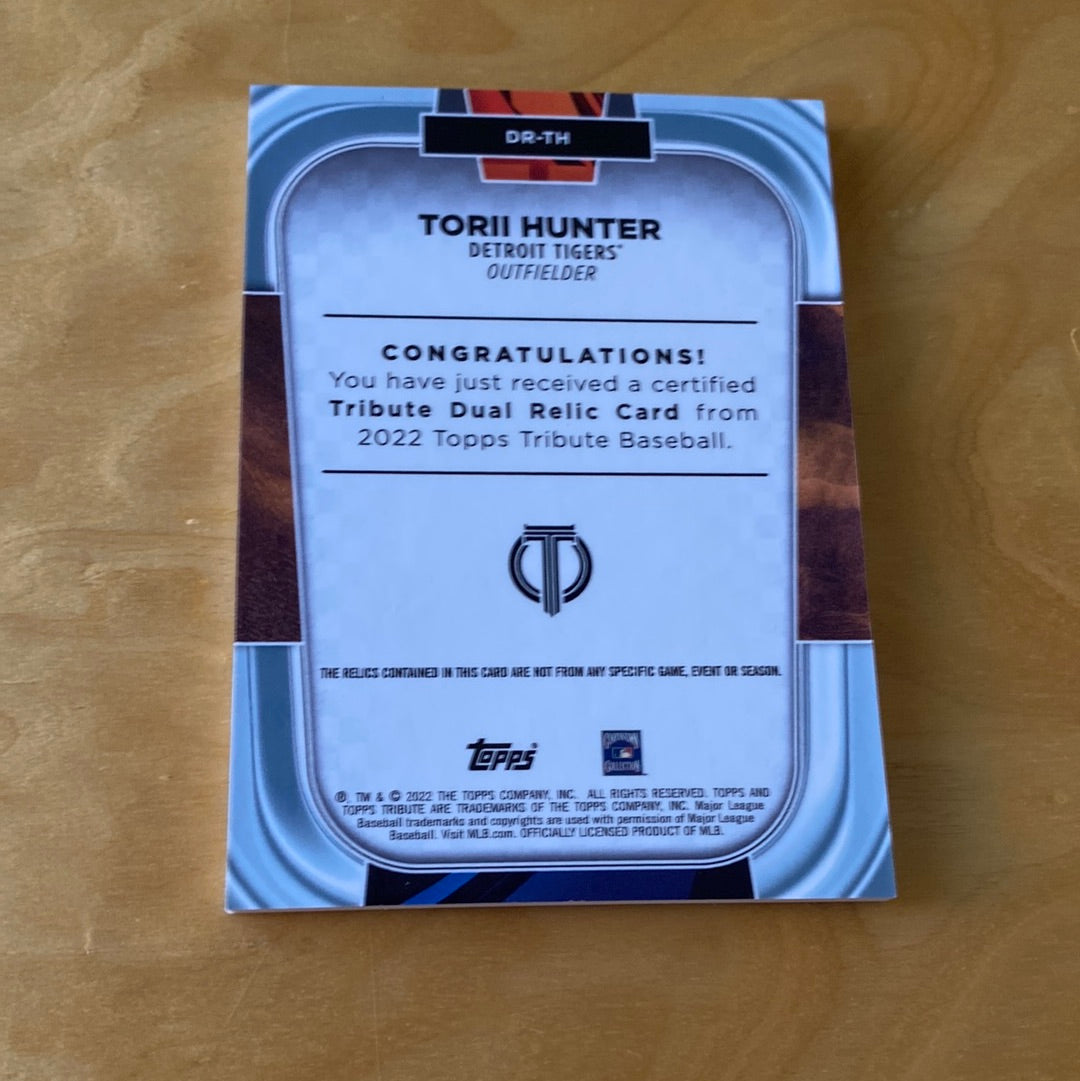 DR-TH
TORII HUNTER
DETROIT TIGERS®
OUTFIELDER
CONGRATULATIONS!
You have just received a certified
Tribute Dual Relic Card from
2022 Topps Tribute Baseball.
T
THE RELICS CONTAINED IN THIS CARD ARE NOT FROM ANY SPECIFIC GAME, EVENT OR SEASON.
topps®
COOPERSTOWN
COLLECTION
®, TM & © 2022 THE TOPPS COMPANY, INC. ALL RIGHTS RESERVED. TOPPS AND
TOPPS TRIBUTE ARE TRADEMARKS OF THE TOPPS COMPANY, INC. Major League
Baseball trademarks and copyrights are used with permission of Major League
Baseball. Visit MLB.com. OFFICIALLY LICENSED PRODUCT OF MLB.